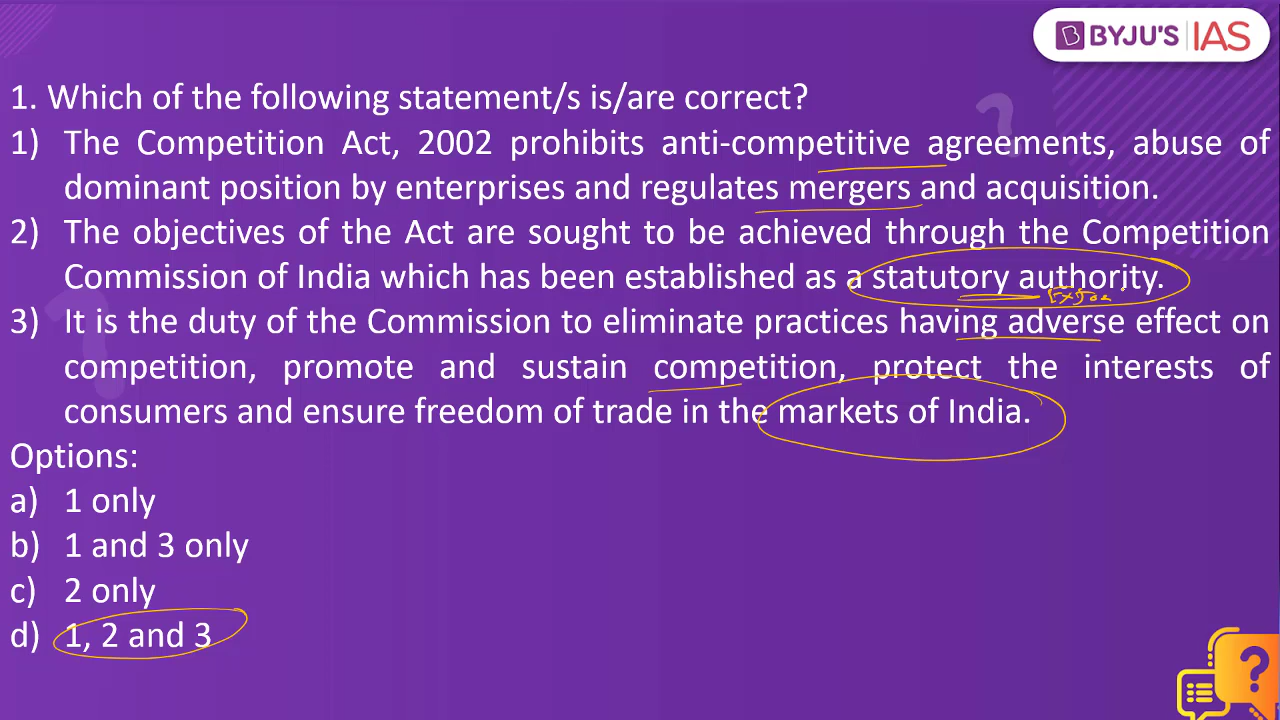 BYJU'S IAS
1. Which of the following statement/s is/are correct?
1) The Competition Act, 2002 prohibits anti-competitive agreements, abuse of
dominant position by enterprises and regulates mergers and acquisition.
2) The objectives of the Act are sought to be achieved through the Competition
Commission of India which has been established as a statutory authority.
3) It is the duty of the Commission to eliminate practices having adverse effect on
competition, promote and sustain competition, protect the interests of
consumers and ensure freedom of trade in the markets of India.
Options:
a) 1 only
b) 1 and 3 only
c) 2 only
d) 1, 2 and 3